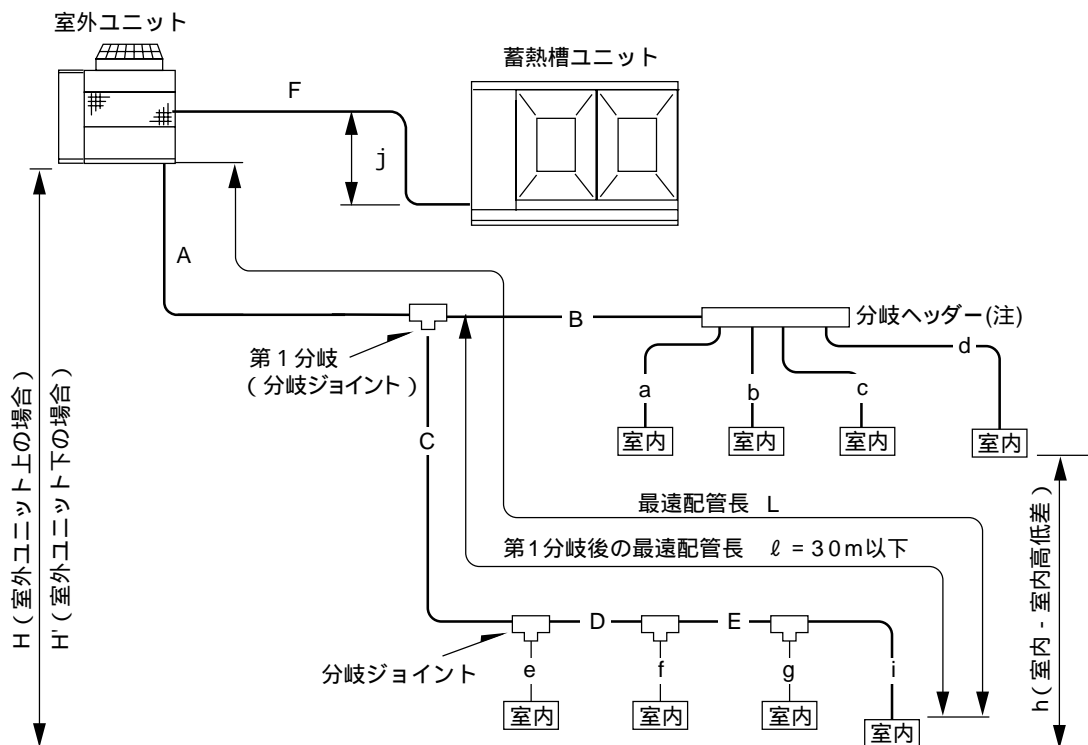 室外ユニット
蓄熱槽ユニット
F
j
A
B
分岐ヘッダー(注)
第1分岐
(分岐ジョイント)
a
b
c
d
C
室内
室内
室内
室内
最遠配管長 L
第1分岐後の最遠配管長 ℓ = 30m以下
D
E
分岐ジョイント
e
f
g
i
室内
室内
室内
室内
H(室外ユニット上の場合)
H'(室外ユニット下の場合)
h(室内-室内高低差)